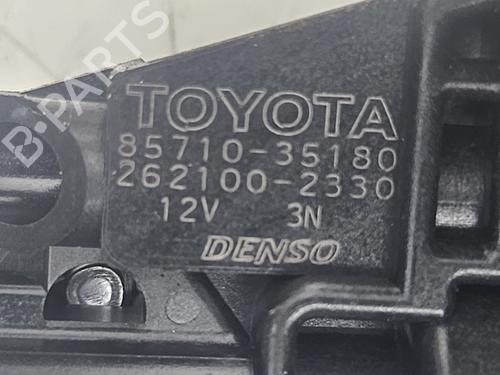 B-PARTS
TOYOTA
85710-35180
262100-2330
12V 3N
DENSO